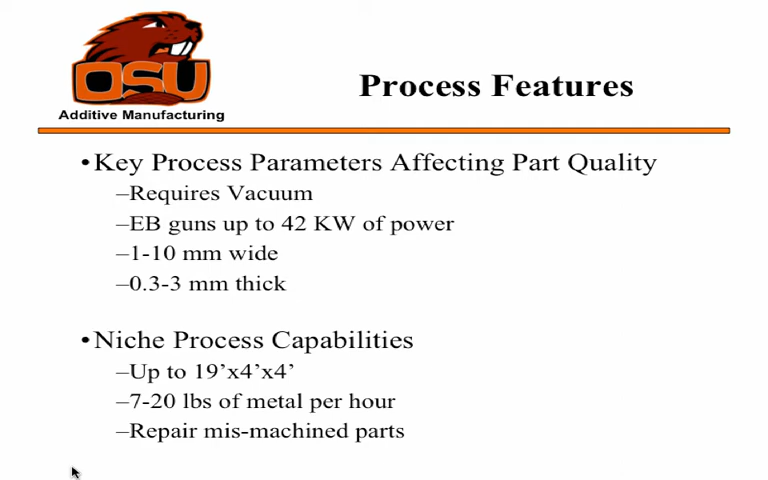 OSU
Additive Manufacturing
Process Features
•Key Process Parameters Affecting Part Quality
–Requires Vacuum
–EB guns up to 42 KW of power
–1-10 mm wide
–0.3-3 mm thick
•Niche Process Capabilities
–Up to 19’x4’x4’
–7-20 lbs of metal per hour
–Repair mis-machined parts